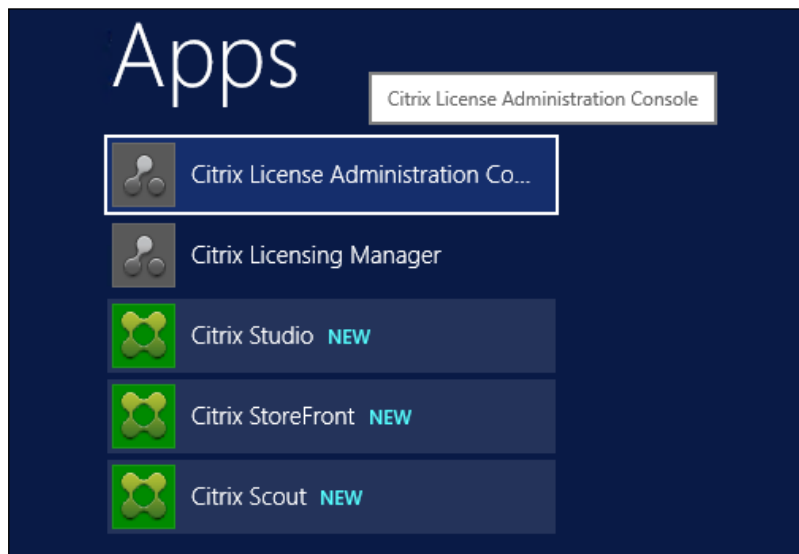 Apps
Citrix License Administration Console
Citrix License Administration Co...
Citrix Licensing Manager
Citrix Studio NEW
Citrix StoreFront NEW
Citrix Scout NEW